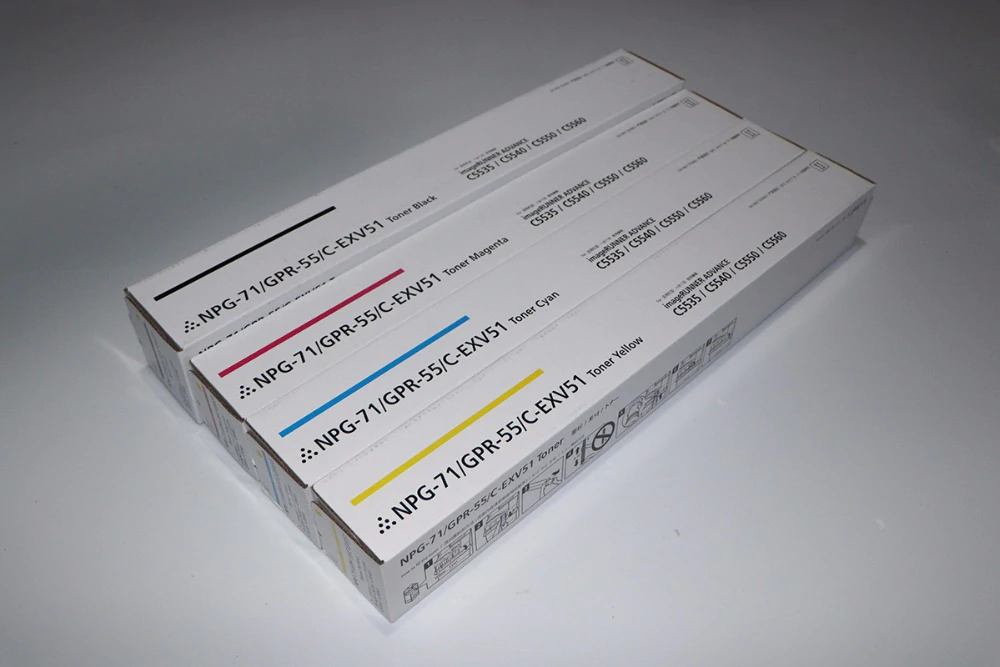 NPG-71/GPR-55/C-EXV51 Toner Black
imageRUNNER ADVANCE
C5535 / C5540 / C5550 / C5560
NPG-71/GPR-55/C-EXV51 Toner Magenta
imageRUNNER ADVANCE
C5535 / C5540 / C5550 / C5560
NPG-71/GPR-55/C-EXV51 Toner Cyan
imageRUNNER ADVANCE
C5535 / C5540 / C5550 / C5560
NPG-71/GPR-55/C-EXV51 Toner Yellow
imageRUNNER ADVANCE
C5535 / C5540 / C5550 / C5560
NPG-71/GPR-55/C-EXV51 Toner